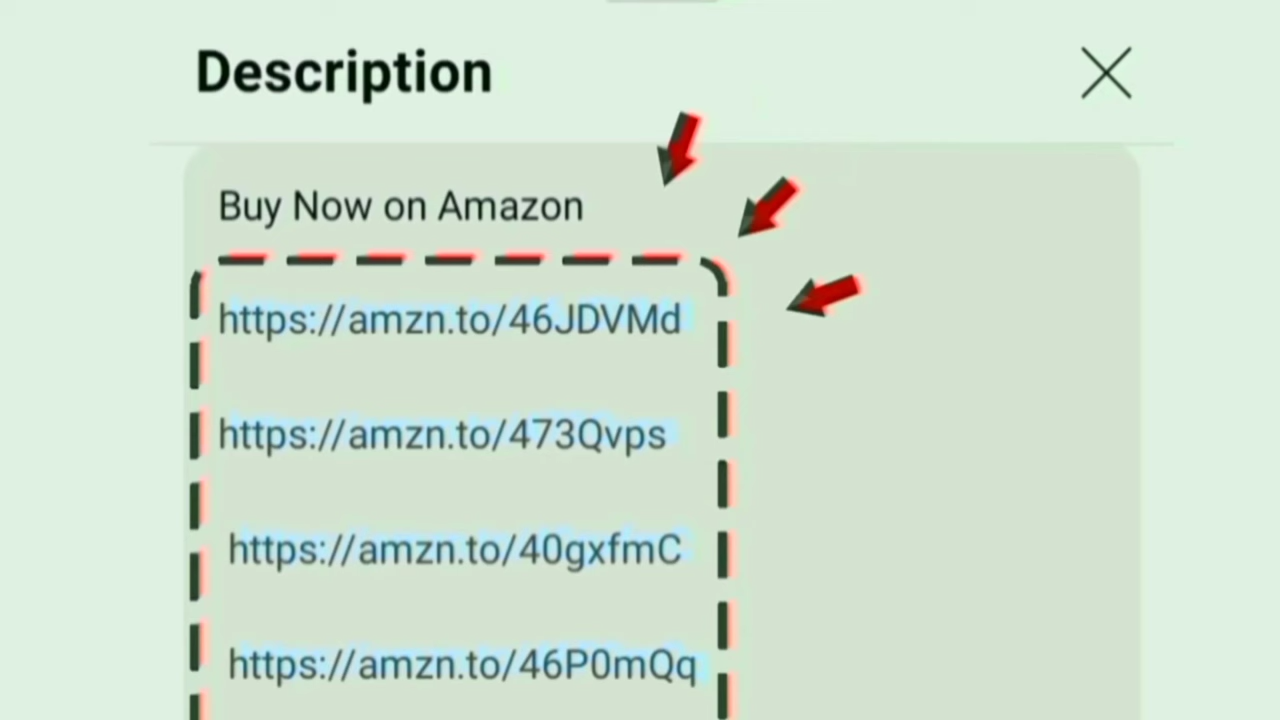 Description
Buy Now on Amazon
https://amzn.to/46JDVMd
https://amzn.to/473Qvps
https://amzn.to/40gxfmC
https://amzn.to/46P0mQq